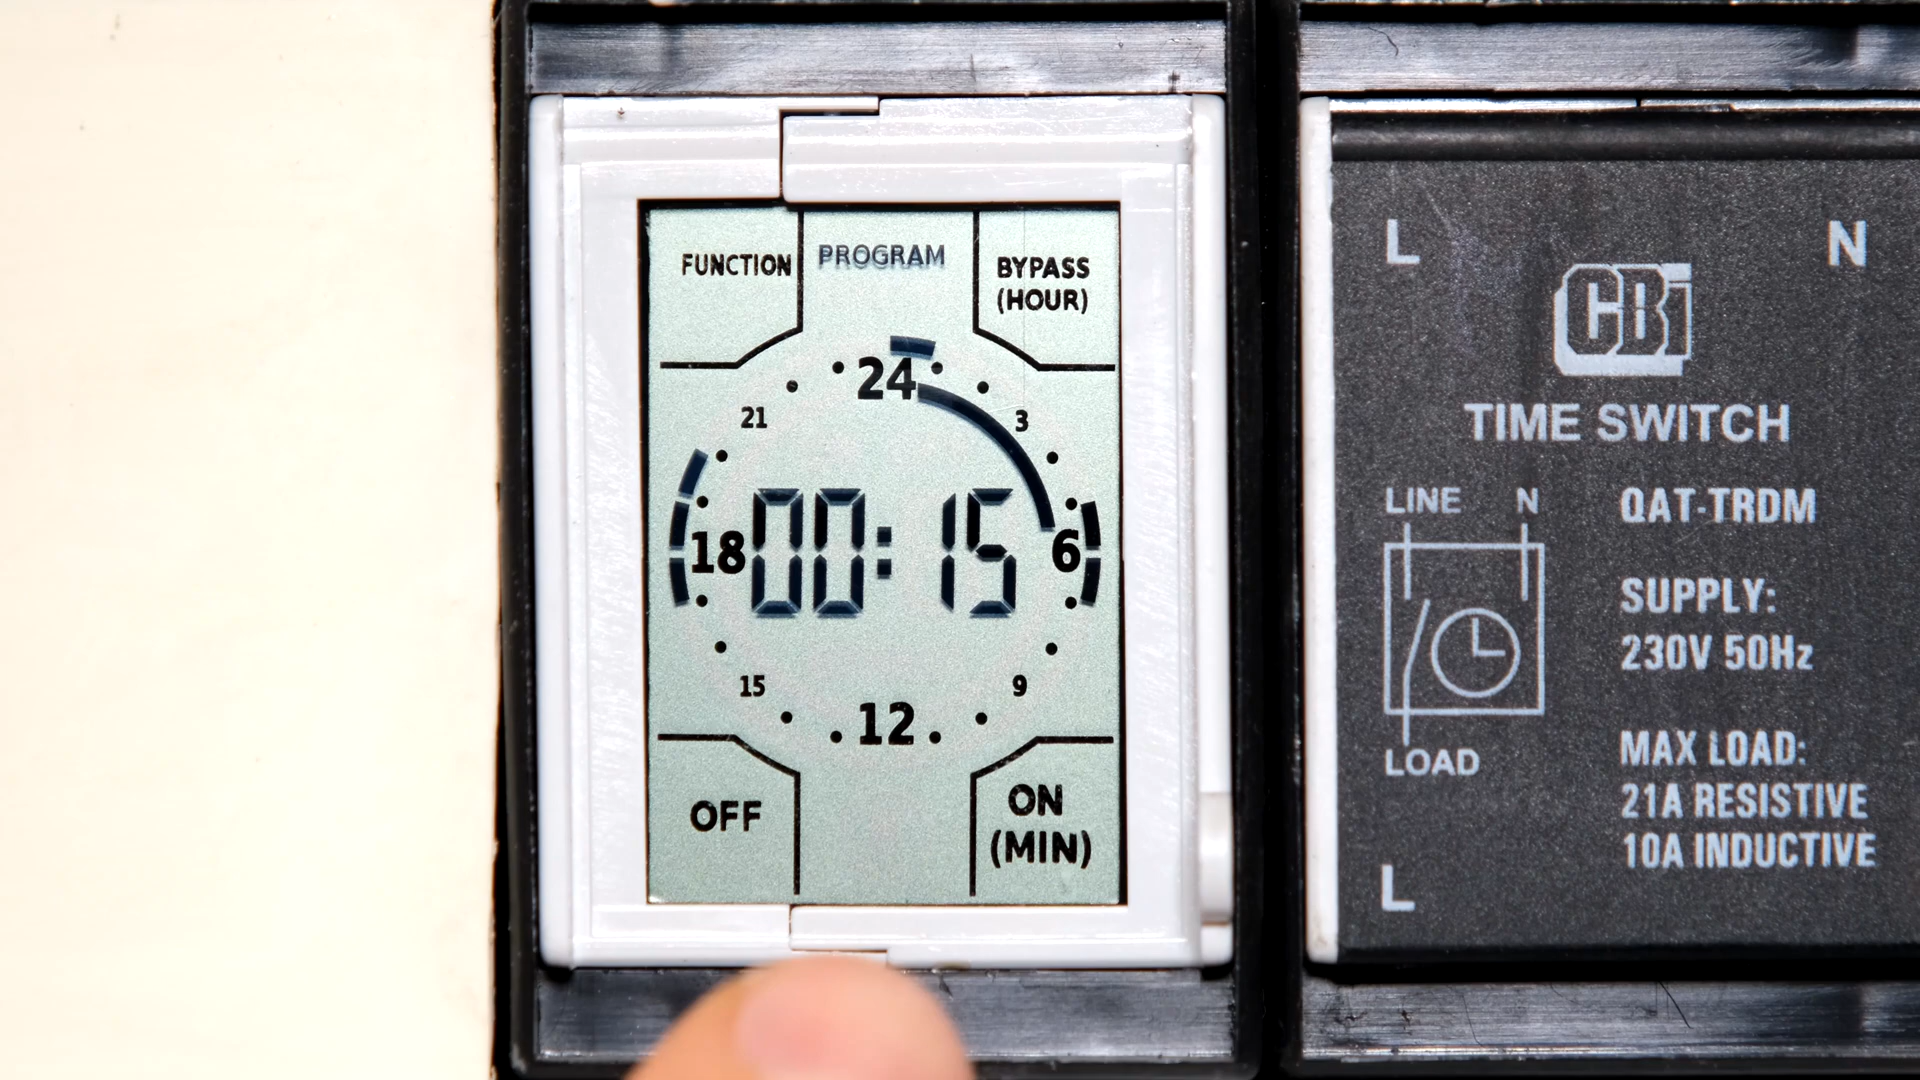 FUNCTION
PROGRAM
BYPASS
(HOUR)
24
21
3
18
00:15
6
15
9
12
OFF
ON
(MIN)
L
N
CBi
TIME SWITCH
LINE
N
QAT-TRDM
SUPPLY:
230V 50Hz
LOAD
MAX LOAD:
21A RESISTIVE
10A INDUCTIVE
L